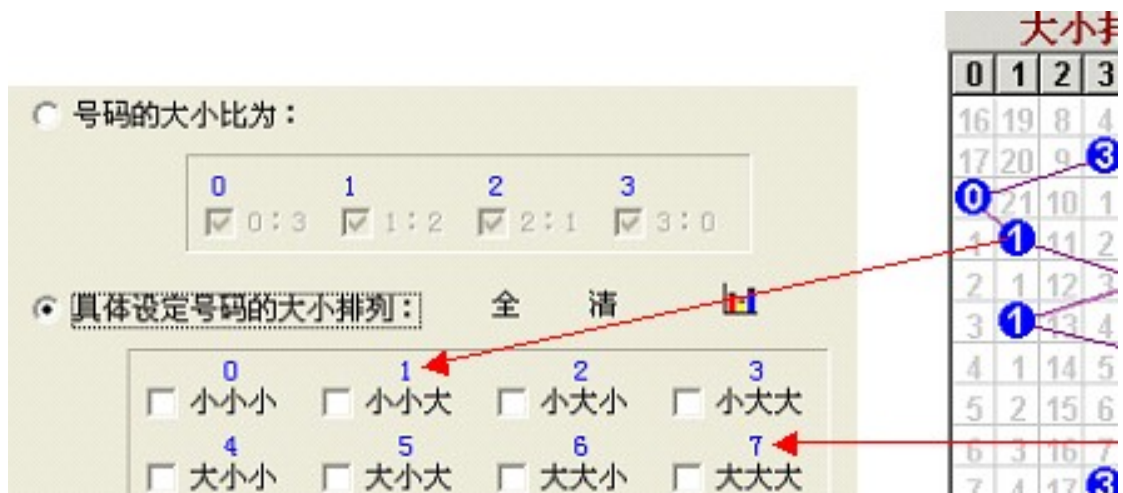 号码的大小比为：
0 1 2 3
0:3 1:2 2:1 3:0
具体设定号码的大小排列： 全 清
0 1 2 3
小小小 小小大 小大小 小大大
4 5 6 7
大小小 大小大 大大小 大大大
大小
0 1 2 3
16 19 8 4
17 20 9 3
0 21 10 1
1 1 11 2
2 1 12 3
3 1 13 4
4 1 14 5
5 2 15 6
6 3 16 7
7 4 17 3